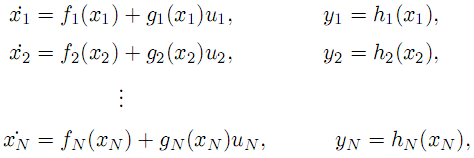 ẋ₁ = f₁(x₁) + g₁(x₁)u₁, y₁ = h₁(x₁),
ẋ₂ = f₂(x₂) + g₂(x₂)u₂, y₂ = h₂(x₂),
⋮
ẋ_N = f_N(x_N) + g_N(x_N)u_N, y_N = h_N(x_N),